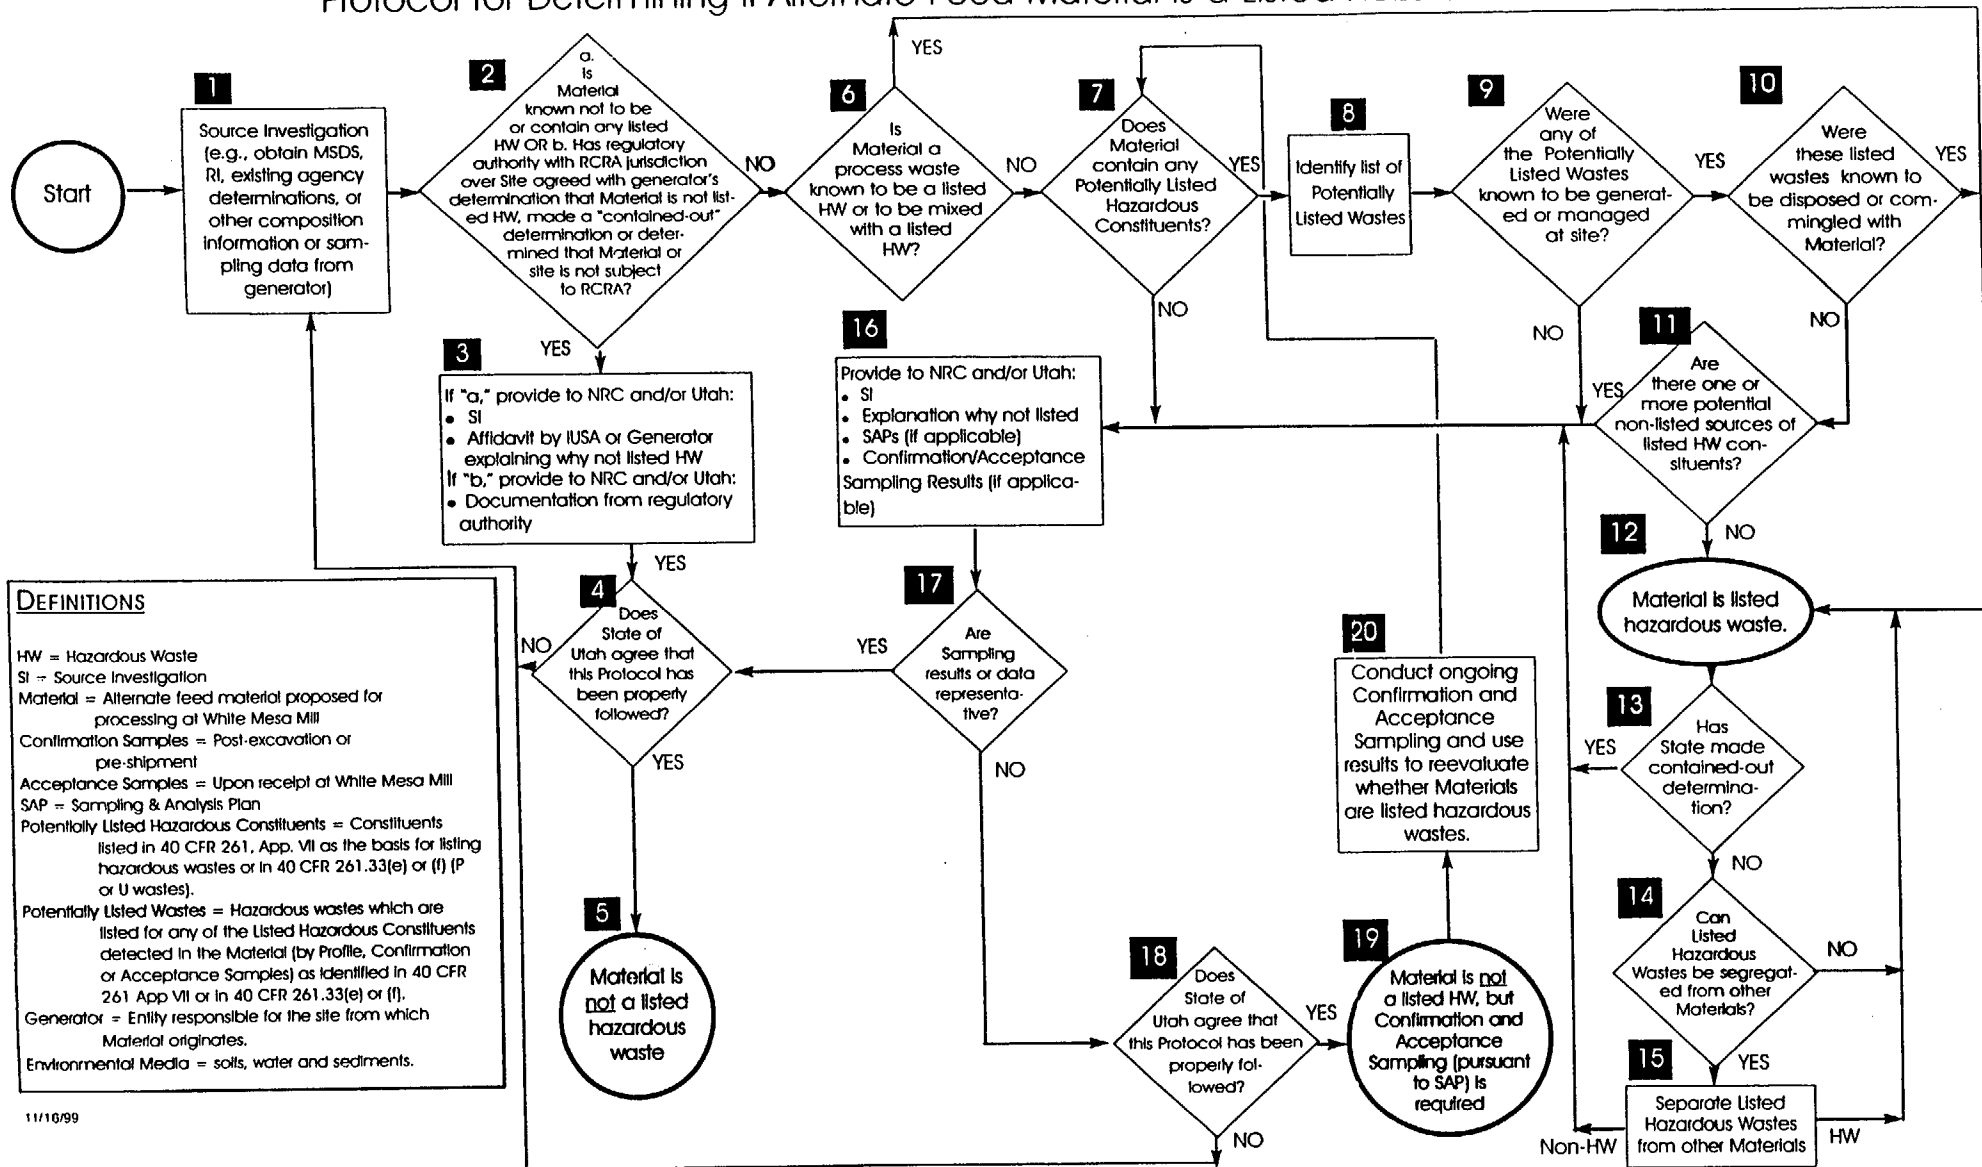 Protocol for Determining if Alternate Feed Material is a Listed
Start
1
Source Investigation
(e.g., obtain MSDS,
RI, existing agency
determinations, or
other composition
information or sam-
pling data from
generator)
2
a.
Is
Material
known not to be
or contain any listed
HW OR b. Has regulatory
authority with RCRA jurisdiction
over Site agreed with generator's
determination that Material is not list-
ed HW, made a "contained-out"
determination or deter-
mined that Material or
site is not subject
to RCRA?
NO
YES
3
If "a," provide to NRC and/or Utah:
• SI
• Affidavit by IUSA or Generator
explaining why not listed HW
If "b," provide to NRC and/or Utah:
• Documentation from regulatory
authority
YES
4
Does
State of
Utah agree that
this Protocol has
been properly
followed?
NO
YES
5
Material is
not a listed
hazardous
waste
6
Is
Material a
process waste
known to be a listed
HW or to be mixed
with a listed
HW?
YES
NO
7
Does
Material
contain any
Potentially Listed
Hazardous
Constituents?
YES
NO
8
Identify list of
Potentially
Listed Wastes
9
Were
any of
the Potentially
Listed Wastes
known to be generat-
ed or managed
at site?
YES
NO
10
Were
these listed
wastes known to
be disposed or com-
mingled with
Material?
YES
NO
11
Are
there one or
more potential
non-listed sources of
listed HW con-
stituents?
YES
NO
12
Material is listed
hazardous waste.
13
Has
State made
contained-out
determina-
tion?
YES
NO
14
Can
Listed
Hazardous
Wastes be segregat-
ed from other
Materials?
NO
YES
15
Separate Listed
Hazardous Wastes
from other Materials
Non-HW
HW
16
Provide to NRC and/or Utah:
• SI
• Explanation why not listed
• SAPs (if applicable)
• Confirmation/Acceptance
Sampling Results (if applica-
ble)
17
Are
Sampling
results or data
representa-
tive?
YES
NO
18
Does
State of
Utah agree that
this Protocol has been
properly fol-
lowed?
YES
NO
19
Material is not
a listed HW, but
Confirmation and
Acceptance
Sampling (pursuant
to SAP) is
required
20
Conduct ongoing
Confirmation and
Acceptance
Sampling and use
results to reevaluate
whether Materials
are listed hazardous
wastes.
DEFINITIONS
HW = Hazardous Waste
SI = Source Investigation
Material = Alternate feed material proposed for
processing at White Mesa Mill
Confirmation Samples = Post-excavation or
pre-shipment
Acceptance Samples = Upon receipt at White Mesa Mill
SAP = Sampling & Analysis Plan
Potentially Listed Hazardous Constituents = Constituents
listed in 40 CFR 261, App. VII as the basis for listing
hazardous wastes or in 40 CFR 261.33(e) or (f) (P
or U wastes).
Potentially Listed Wastes = Hazardous wastes which are
listed for any of the Listed Hazardous Constituents
detected in the Material (by Profile, Confirmation
or Acceptance Samples) as identified in 40 CFR
261 App VII or in 40 CFR 261.33(e) or (f).
Generator = Entity responsible for the site from which
Material originates.
Environmental Media = soils, water and sediments.
11/16/99